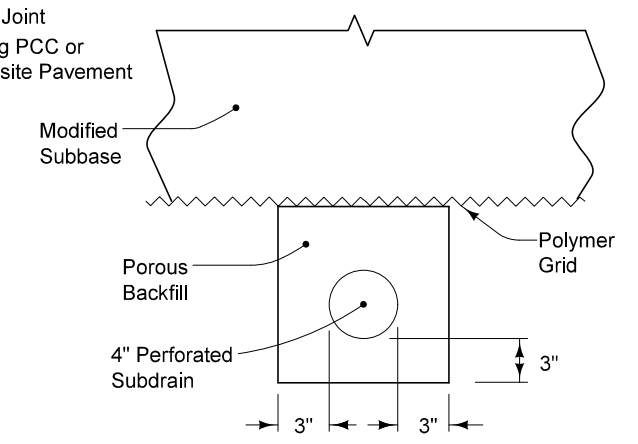 Joint
g PCC or
site Pavement
Modified
Subbase
Polymer
Grid
Porous
Backfill
4" Perforated
Subdrain
3"
3"
3"